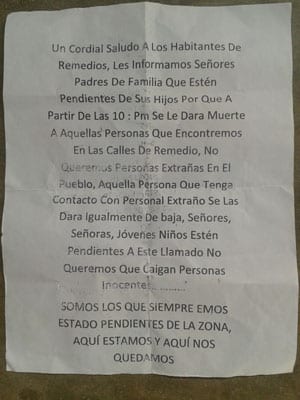 Un Cordial Saludo A Los Habitantes De
Remedios, Les Informamos Señores
Padres De Familia Que Estén
Pendientes De Sus Hijos Por Que A
Partir De Las 10 : Pm Se Le Dara Muerte
A Aquellas Personas Que Encontremos
En Las Calles De Remedio, No
Queremos Personas Extrañas En El
Pueblo, Aquella Persona Que Tenga
Contacto Con Personal Extraño Se Las
Dara Igualmente De baja, Señores,
Señoras, Jóvenes Niños Estén
Pendientes A Este Llamado No
Queremos Que Caigan Personas
Inocentes............
SOMOS LOS QUE SIEMPRE EMOS
ESTADO PENDIENTES DE LA ZONA,
AQUÍ ESTAMOS Y AQUÍ NOS
QUEDAMOS